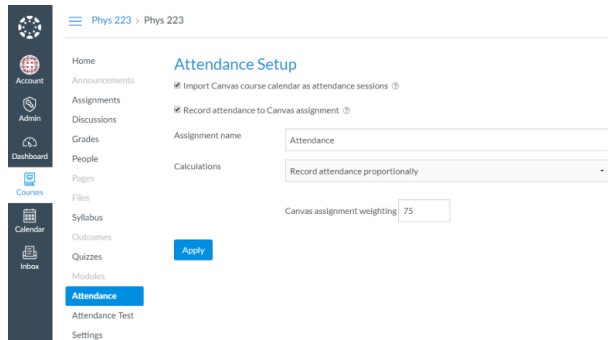 Phys 223 > Phys 223
Account
Admin
Dashboard
Courses
Calendar
Inbox
Home
Announcements
Assignments
Discussions
Grades
People
Pages
Files
Syllabus
Outcomes
Quizzes
Modules
Attendance
Attendance Test
Settings
Attendance Setup
Import Canvas course calendar as attendance sessions ?
Record attendance to Canvas assignment ?
Assignment name Attendance
Calculations Record attendance proportionally
Canvas assignment weighting 75
Apply